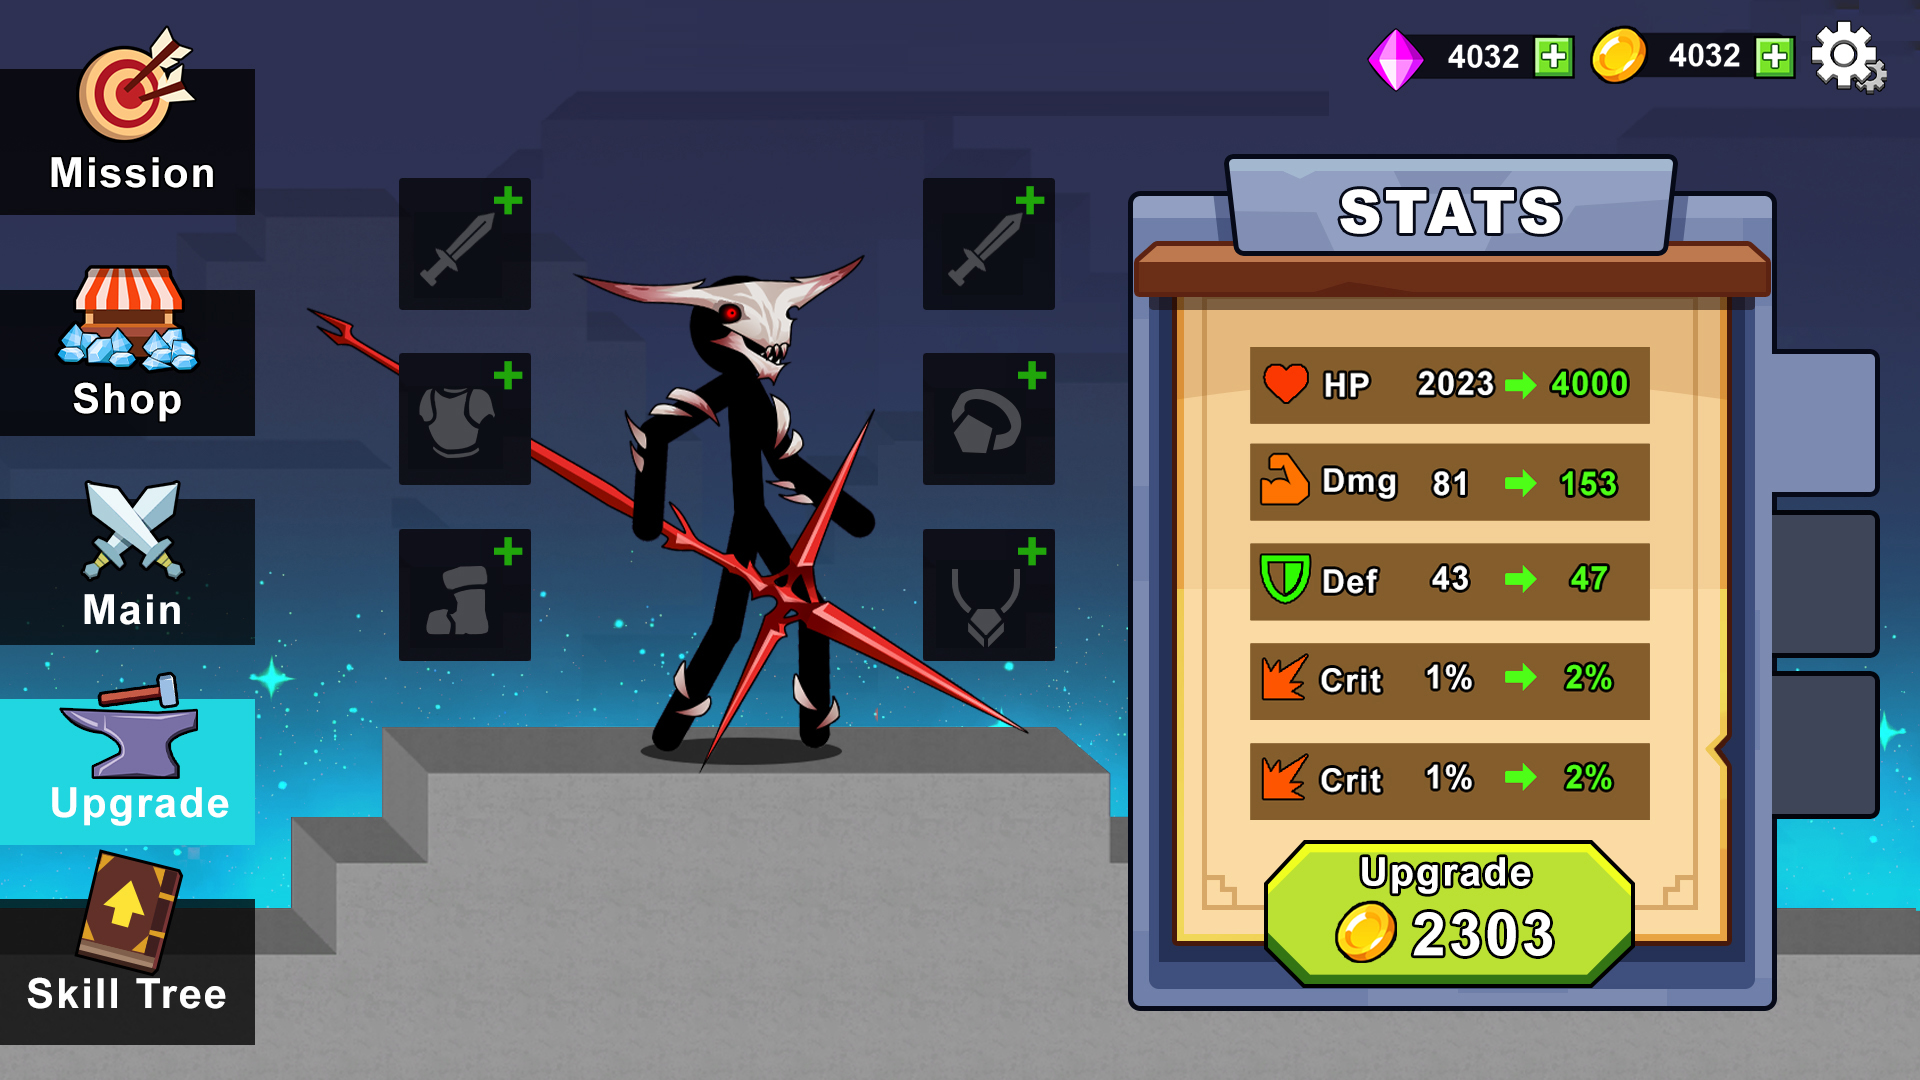 4032
4032
Mission
Shop
Main
Upgrade
Skill Tree
STATS
HP 2023 4000
Dmg 81 153
Def 43 47
Crit 1% 2%
Crit 1% 2%
Upgrade
2303